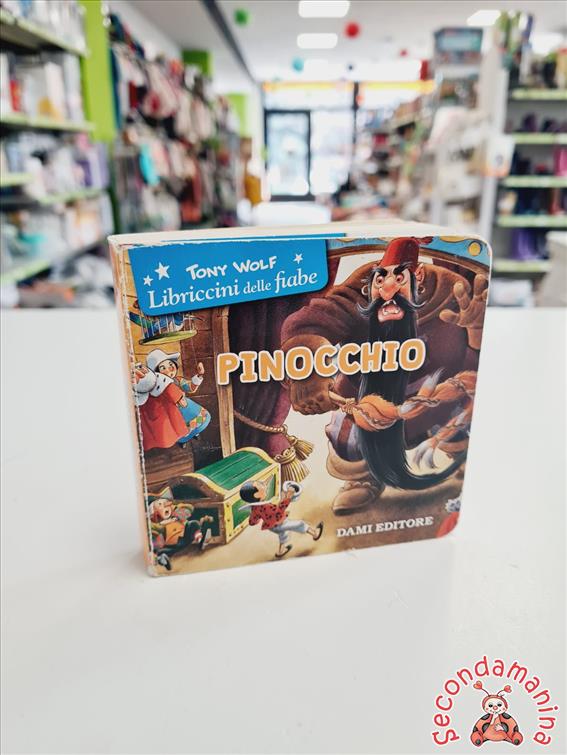 TONY WOLF
Libriccini delle fiabe
PINOCCHIO
DAMI EDITORE
Secondamanina